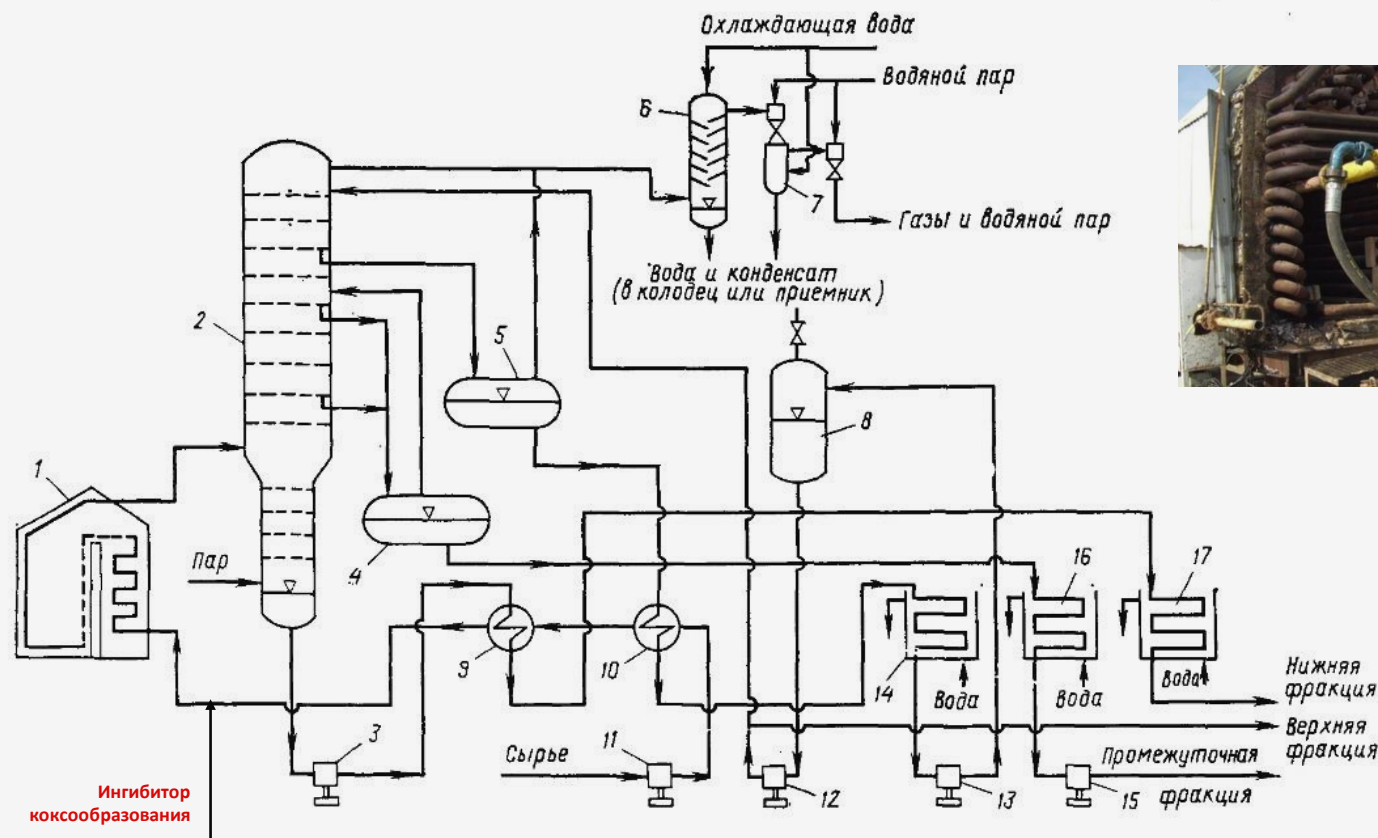 Охлаждающая вода
Водяной пар
6
7
Газы и водяной пар
Вода и конденсат
(в колодец или приемник)
2
5
8
1
4
Пар
16
17
9
10
14
Вода
Вода
Вода
Нижняя
фракция
Верхняя
фракция
3
Сырье
11
12
13
15
Промежуточная
фракция
Ингибитор
коксообразования